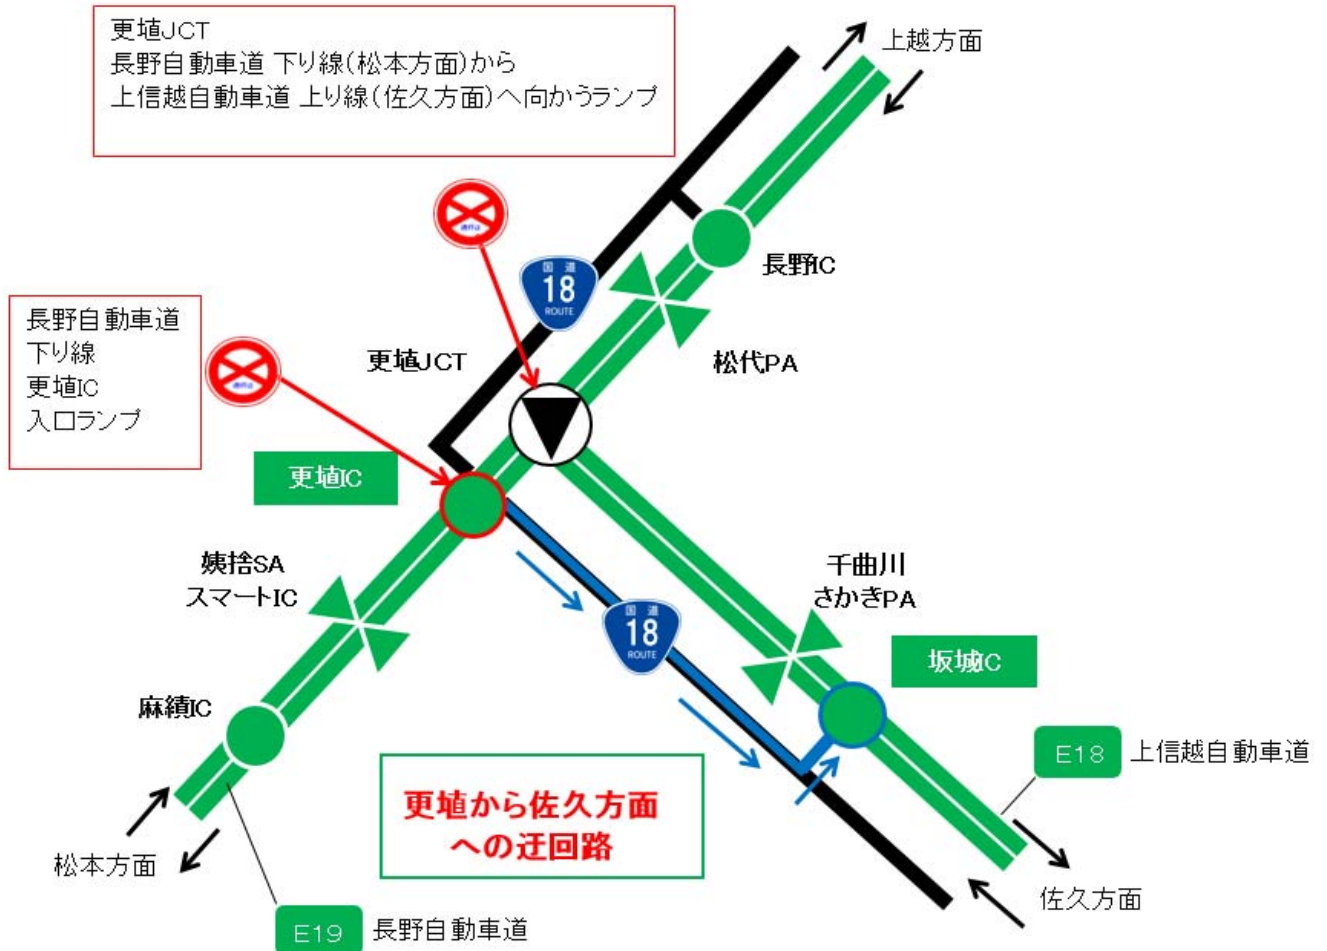 更埴JCT
長野自動車道 下り線(松本方面)から
上信越自動車道 上り線(佐久方面)へ向かうランプ
上越方面
長野IC
国道
18
ROUTE
長野自動車道
下り線
更埴IC
入口ランプ
更埴JCT
松代PA
更埴IC
姨捨SA
スマートIC
千曲川
さかきPA
国道
18
ROUTE
坂城IC
麻績IC
E18
上信越自動車道
更埴から佐久方面
への迂回路
松本方面
佐久方面
E19
長野自動車道